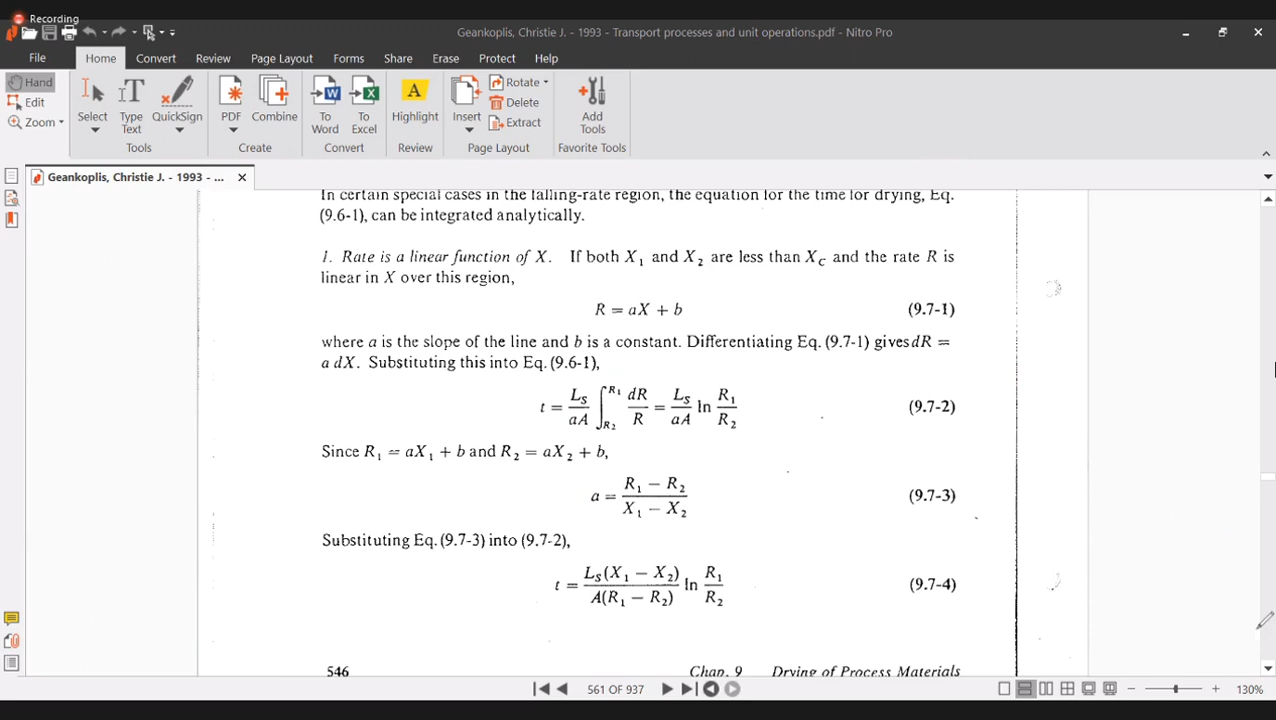 Recording
Geankoplis, Christie J. - 1993 - Transport processes and unit operations.pdf - Nitro Pro
File Home Convert Review Page Layout Forms Share Erase Protect Help
Hand
Edit
Zoom
Select
Type Text
QuickSign
Tools
PDF
Combine
Create
To Word
To Excel
Convert
Highlight
Review
Insert
Rotate
Delete
Extract
Page Layout
Add Tools
Favorite Tools
Geankoplis, Christie J. - 1993 - ...
In certain special cases in the falling-rate region, the equation for the time for drying, Eq.
(9.6-1), can be integrated analytically.
1. Rate is a linear function of X. If both X₁ and X₂ are less than X_C and the rate R is
linear in X over this region,
R = aX + b (9.7-1)
where a is the slope of the line and b is a constant. Differentiating Eq. (9.7-1) gives dR =
a dX. Substituting this into Eq. (9.6-1),
t = L_S/aA ∫_{R₂}^{R₁} dR/R = L_S/aA ln R₁/R₂ (9.7-2)
Since R₁ = aX₁ + b and R₂ = aX₂ + b,
a = (R₁ − R₂)/(X₁ − X₂) (9.7-3)
Substituting Eq. (9.7-3) into (9.7-2),
t = L_S(X₁ − X₂)/A(R₁ − R₂) ln R₁/R₂ (9.7-4)
546 Chap. 9 Drying of Process Materials
561 OF 937
130%